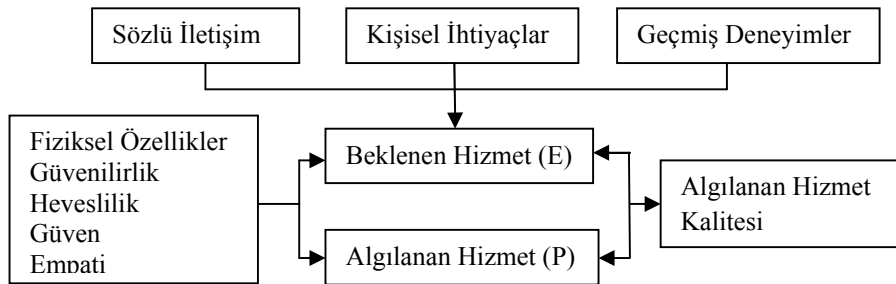 Sözlü İletişim
Kişisel İhtiyaçlar
Geçmiş Deneyimler
Fiziksel Özellikler
Güvenilirlik
Heveslilik
Güven
Empati
Beklenen Hizmet (E)
Algılanan Hizmet (P)
Algılanan Hizmet
Kalitesi